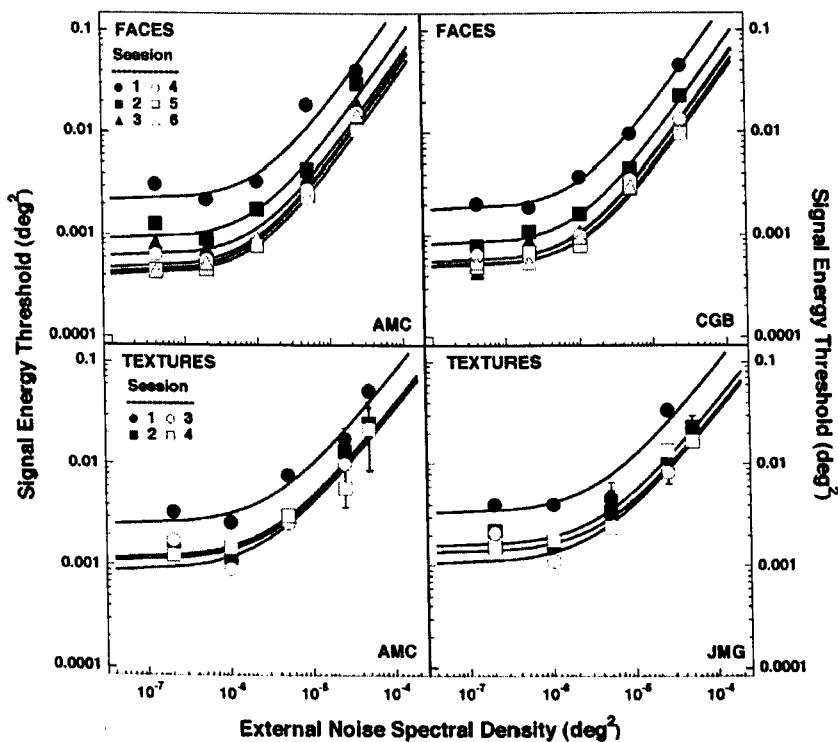 FACES
Session
1 4
2 5
3 6
AMC
FACES
CGB
TEXTURES
Session
1 3
2 4
AMC
TEXTURES
JMG
0.1
0.01
0.001
0.0001
0.1
0.01
0.001
0.0001
0.1
0.01
0.001
0.0001
0.1
0.01
0.001
0.0001
10⁻⁷ 10⁻⁶ 10⁻⁵ 10⁻⁴
10⁻⁷ 10⁻⁶ 10⁻⁵ 10⁻⁴
Signal Energy Threshold (deg²)
Signal Energy Threshold (deg²)
External Noise Spectral Density (deg²)